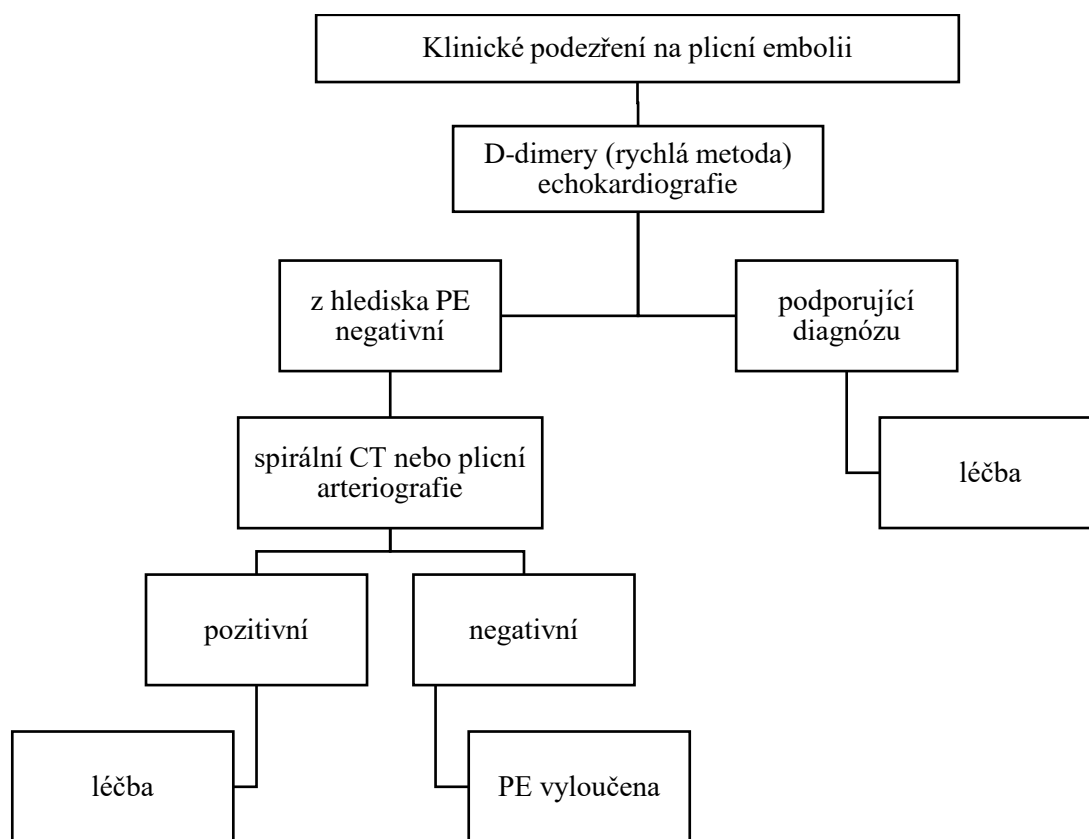 Klinické podezření na plicní embolii
D-dimery (rychlá metoda)
echokardiografie
z hlediska PE
negativní
podporující
diagnózu
spirální CT nebo plicní
arteriografie
léčba
pozitivní
negativní
léčba
PE vyloučena